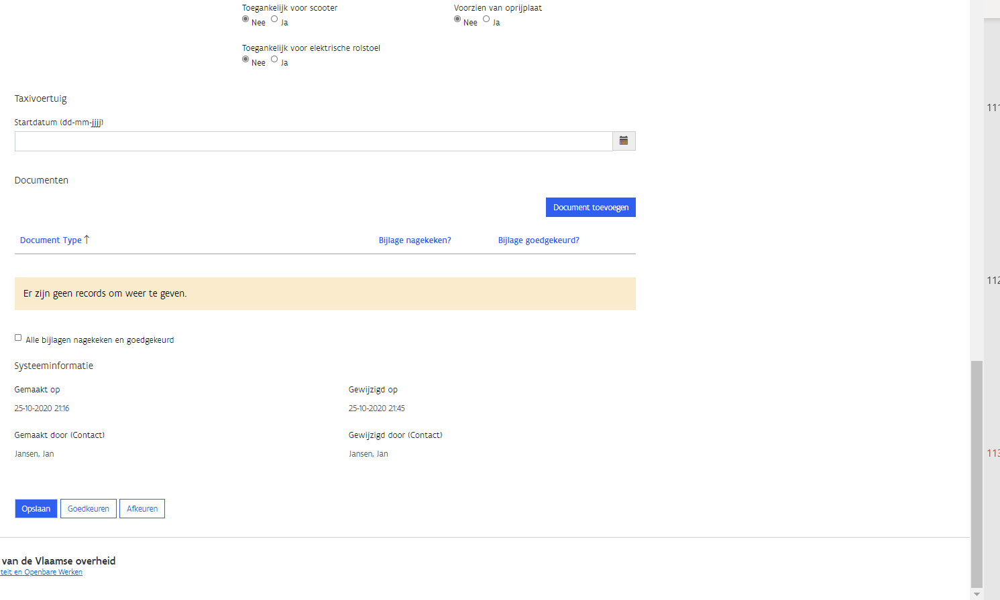 Toegankelijk voor scooter
Voorzien van oprijplaat
Nee Ja
Nee Ja
Toegankelijk voor elektrische rolstoel
Nee Ja
Taxivoertuig
Startdatum (dd-mm-jjjj)
Documenten
Document toevoegen
Document Type ↑ Bijlage nagekeken? Bijlage goedgekeurd?
Er zijn geen records om weer te geven.
Alle bijlagen nagekeken en goedgekeurd
Systeeminformatie
Gemaakt op
Gewijzigd op
25-10-2020 21:16
25-10-2020 21:45
Gemaakt door (Contact)
Gewijzigd door (Contact)
Jansen, Jan
Jansen, Jan
Opslaan Goedkeuren Afkeuren
van de Vlaamse overheid
teit en Openbare Werken
111
112
113